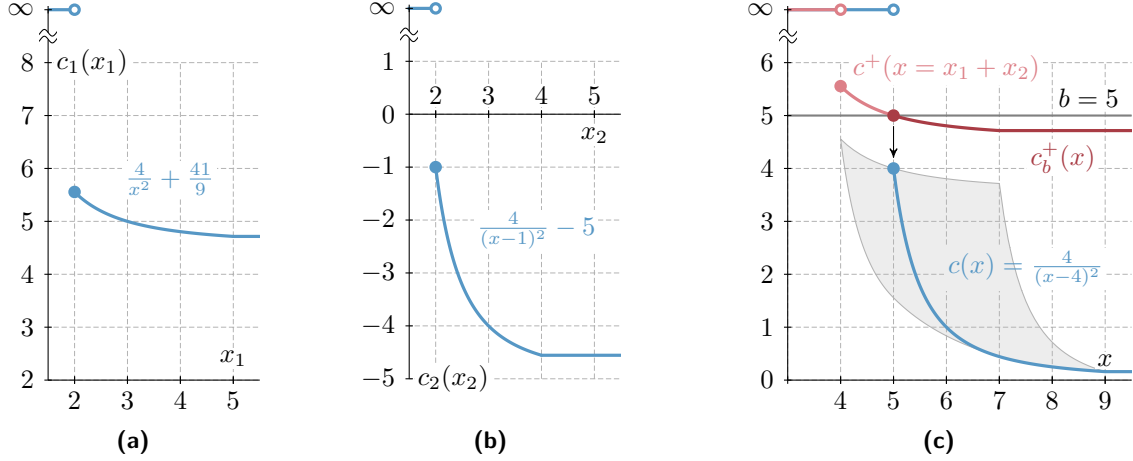 ∞
c₁(x₁)
8
7
6
5
4
3
2
4/x² + 41/9
x₁
2 3 4 5
(a)
∞
1
0
−1
−2
−3
−4
−5
2 3 4 5
x₂
4/(x−1)² − 5
c₂(x₂)
(b)
∞
6
5
4
3
2
1
0
c⁺(x = x₁ + x₂)
b = 5
c_b⁺(x)
c(x) = 4/(x−4)²
x
4 5 6 7 8 9
(c)